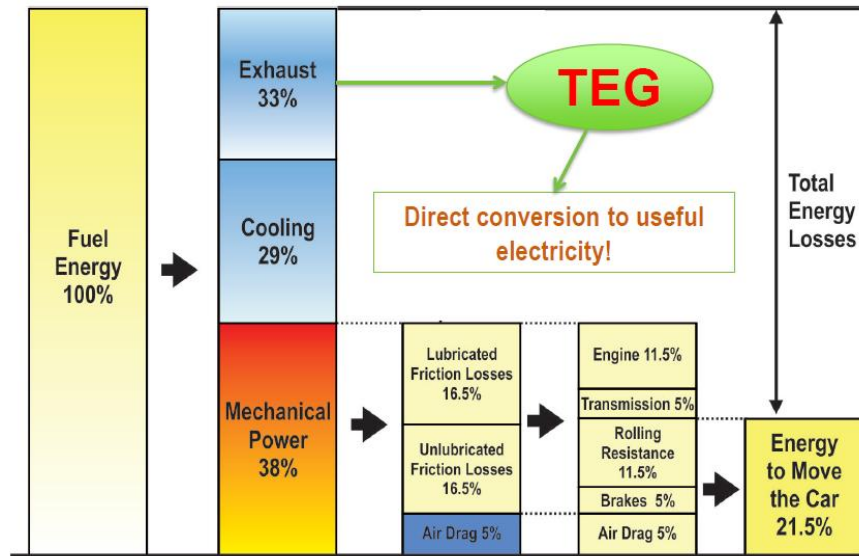 Fuel
Energy
100%
Exhaust
33%
Cooling
29%
Mechanical
Power
38%
TEG
Direct conversion to useful
electricity!
Total
Energy
Losses
Lubricated
Friction Losses
16.5%
Unlubricated
Friction Losses
16.5%
Air Drag 5%
Engine 11.5%
Transmission 5%
Rolling
Resistance
11.5%
Brakes 5%
Air Drag 5%
Energy
to Move
the Car
21.5%